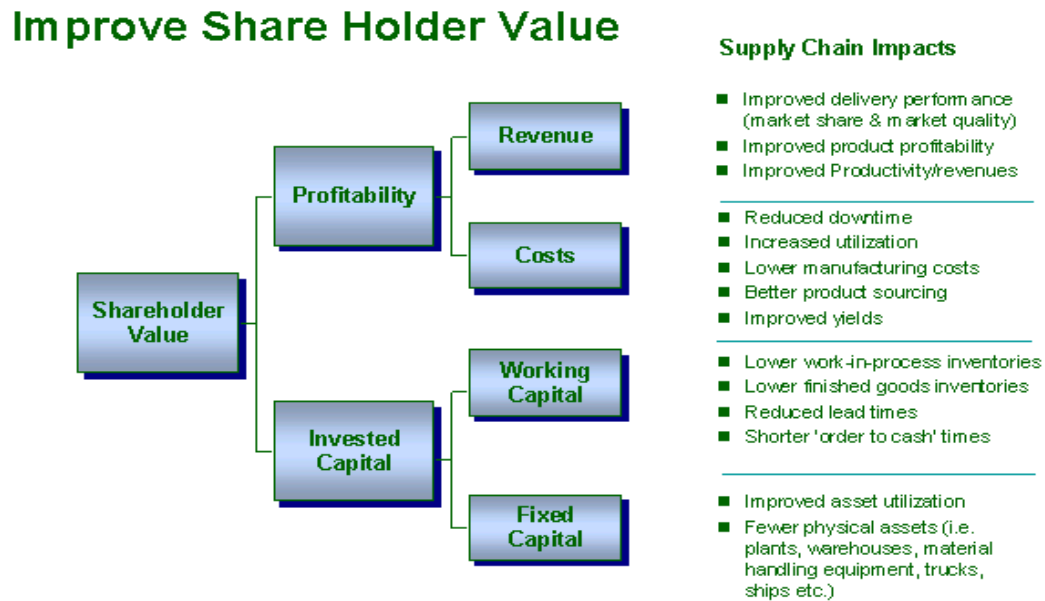 Improve Share Holder Value
Supply Chain Impacts
Revenue
Profitability
Costs
Shareholder
Value
Working
Capital
Invested
Capital
Fixed
Capital
Improved delivery performance
(market share & market quality)
Improved product profitability
Improved Productivity/revenues
Reduced downtime
Increased utilization
Lower manufacturing costs
Better product sourcing
Improved yields
Lower work-in-process inventories
Lower finished goods inventories
Reduced lead times
Shorter 'order to cash' times
Improved asset utilization
Fewer physical assets (i.e.
plants, warehouses, material
handling equipment, trucks,
ships etc.)